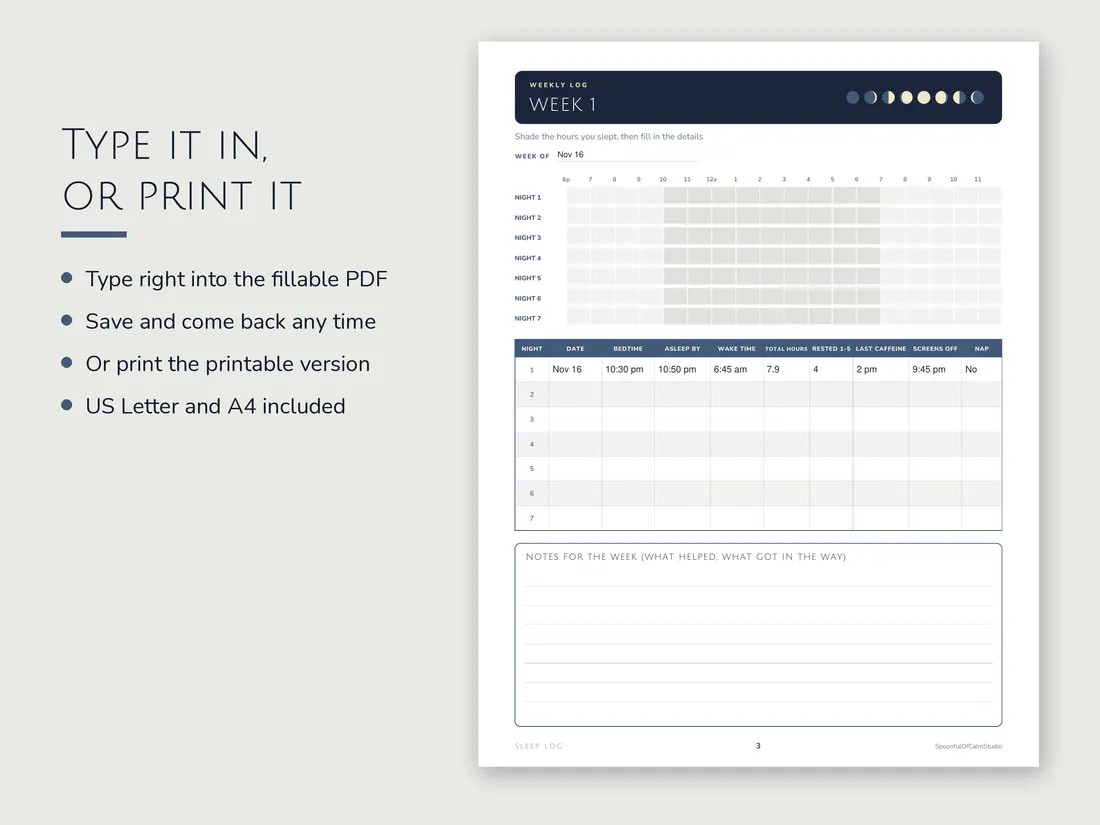 TYPE IT IN,
OR PRINT IT
Type right into the fillable PDF
Save and come back any time
Or print the printable version
US Letter and A4 included
WEEKLY LOG
WEEK 1
Shade the hours you slept, then fill in the details
WEEK OF Nov 16
6p 7 8 9 10 11 12a 1 2 3 4 5 6 7 8 9 10 11
NIGHT 1
NIGHT 2
NIGHT 3
NIGHT 4
NIGHT 5
NIGHT 6
NIGHT 7
NIGHT DATE BEDTIME ASLEEP BY WAKE TIME TOTAL HOURS RESTED 1-5 LAST CAFFEINE SCREENS OFF NAP
1 Nov 16 10:30 pm 10:50 pm 6:45 am 7.9 4 2 pm 9:45 pm No
2
3
4
5
6
7
NOTES FOR THE WEEK (WHAT HELPED, WHAT GOT IN THE WAY)
SLEEP LOG 3 SpoonfulOfCalmStudio